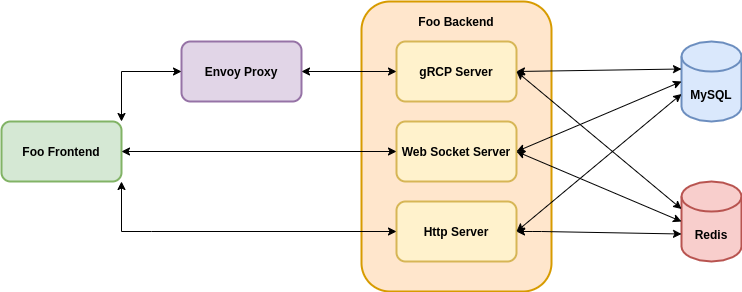 Foo Backend
Envoy Proxy
gRCP Server
MySQL
Foo Frontend
Web Socket Server
Http Server
Redis